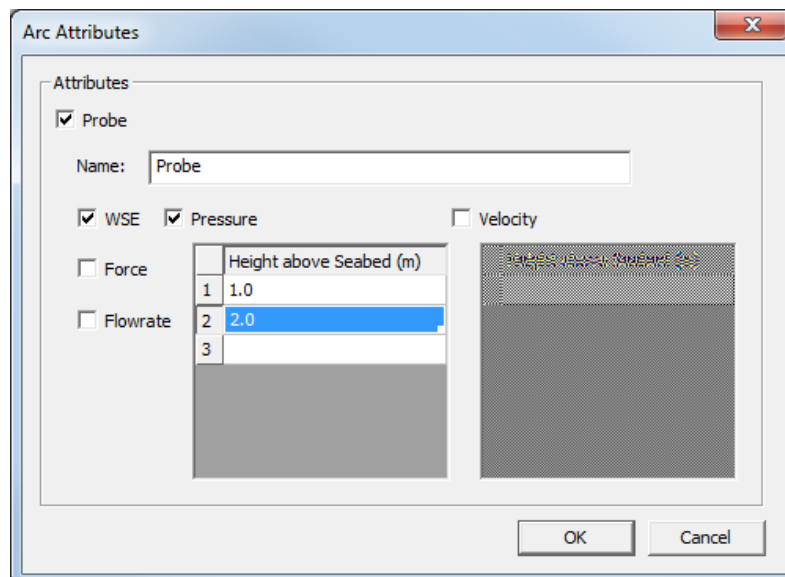 Arc Attributes
Attributes
Probe
Name: Probe
WSE Pressure Velocity
Force Height above Seabed (m)
1 1.0
Flowrate 2 2.0
3
OK Cancel